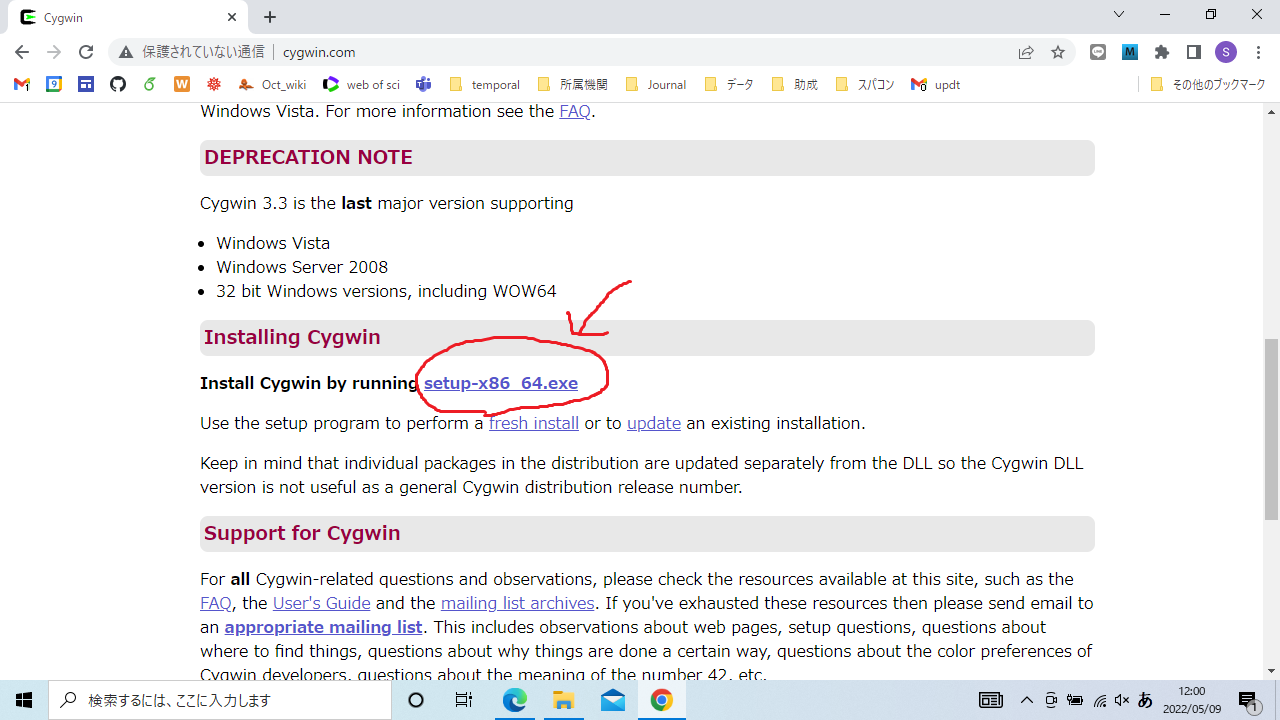 Cygwin
保護されていない通信 cygwin.com
M
S
9 W Oct_wiki web of sci temporal 所属機関 Journal データ 助成 スパコン updt その他のブックマーク
Windows Vista. For more information see the FAQ.
DEPRECATION NOTE
Cygwin 3.3 is the last major version supporting
Windows Vista
Windows Server 2008
32 bit Windows versions, including WOW64
Installing Cygwin
Install Cygwin by running setup-x86_64.exe
Use the setup program to perform a fresh install or to update an existing installation.
Keep in mind that individual packages in the distribution are updated separately from the DLL so the Cygwin DLL
version is not useful as a general Cygwin distribution release number.
Support for Cygwin
For all Cygwin-related questions and observations, please check the resources available at this site, such as the
FAQ, the User's Guide and the mailing list archives. If you've exhausted these resources then please send email to
an appropriate mailing list. This includes observations about web pages, setup questions, questions about
where to find things, questions about why things are done a certain way, questions about the color preferences of
Cygwin developers, questions about the meaning of the number 42, etc.
検索するには、ここに入力します
あ
12:00
2022/05/09
1